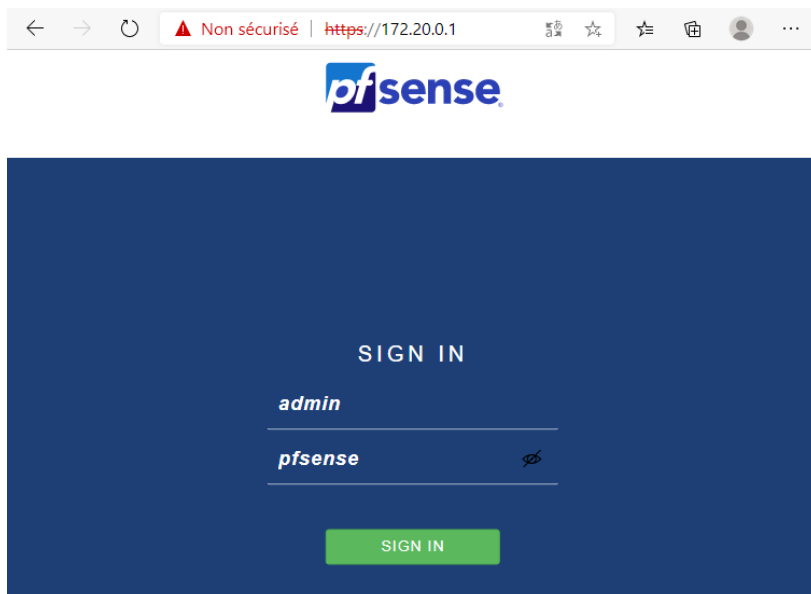 Non sécurisé | https://172.20.0.1
pfsense
SIGN IN
admin
pfsense
SIGN IN